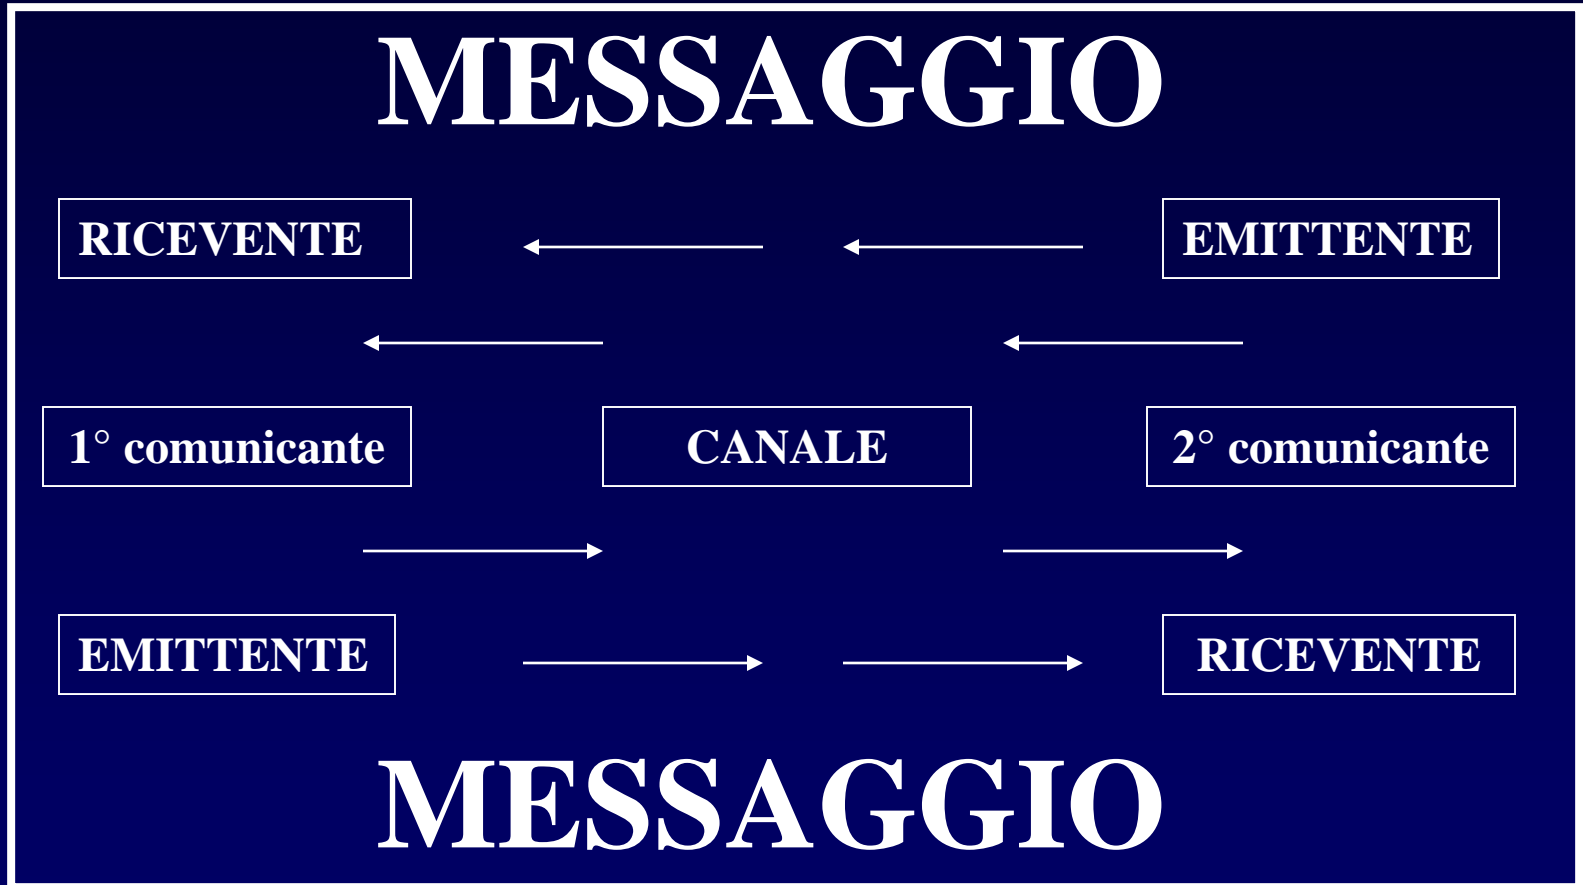 MESSAGGIO
RICEVENTE
EMITTENTE
1° comunicante
CANALE
2° comunicante
EMITTENTE
RICEVENTE
MESSAGGIO